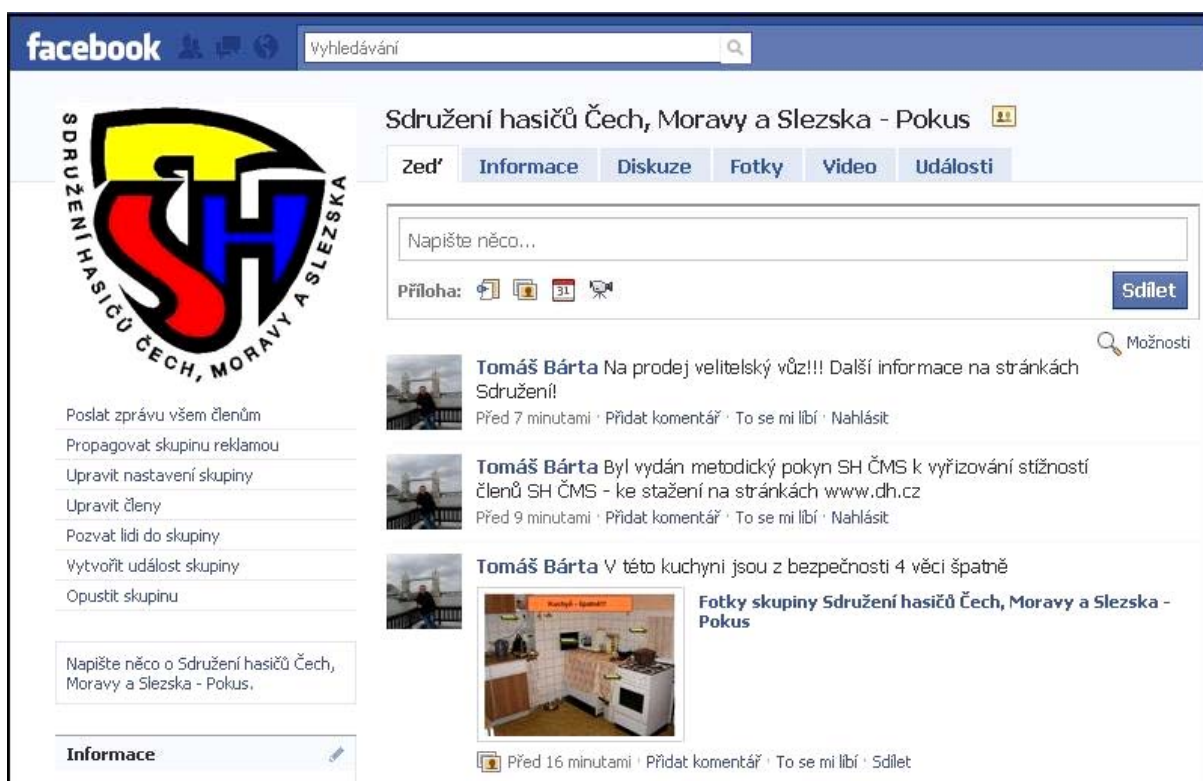 facebook
Vyhledávání
SDRUŽENÍ HASIČŮ ČECH, MORAVY A SLEZSKA
Sdružení hasičů Čech, Moravy a Slezska - Pokus
Zeď Informace Diskuze Fotky Video Události
Napište něco...
Příloha: 31 Sdílet
Možnosti
Tomáš Bárta Na prodej velitelský vůz!!! Další informace na stránkách
Sdružení!
Před 7 minutami · Přidat komentář · To se mi líbí · Nahlásit
Tomáš Bárta Byl vydán metodický pokyn SH ČMS k vyřizování stížností
členů SH ČMS - ke stažení na stránkách www.dh.cz
Před 9 minutami · Přidat komentář · To se mi líbí · Nahlásit
Tomáš Bárta V této kuchyni jsou z bezpečnosti 4 věci špatně
Kuchyň - špatně!!!
Fotky skupiny Sdružení hasičů Čech, Moravy a Slezska -
Pokus
Před 16 minutami · Přidat komentář · To se mi líbí · Sdílet
Poslat zprávu všem členům
Propagovat skupinu reklamou
Upravit nastavení skupiny
Upravit členy
Pozvat lidi do skupiny
Vytvořit událost skupiny
Opustit skupinu
Napište něco o Sdružení hasičů Čech,
Moravy a Slezska - Pokus.
Informace